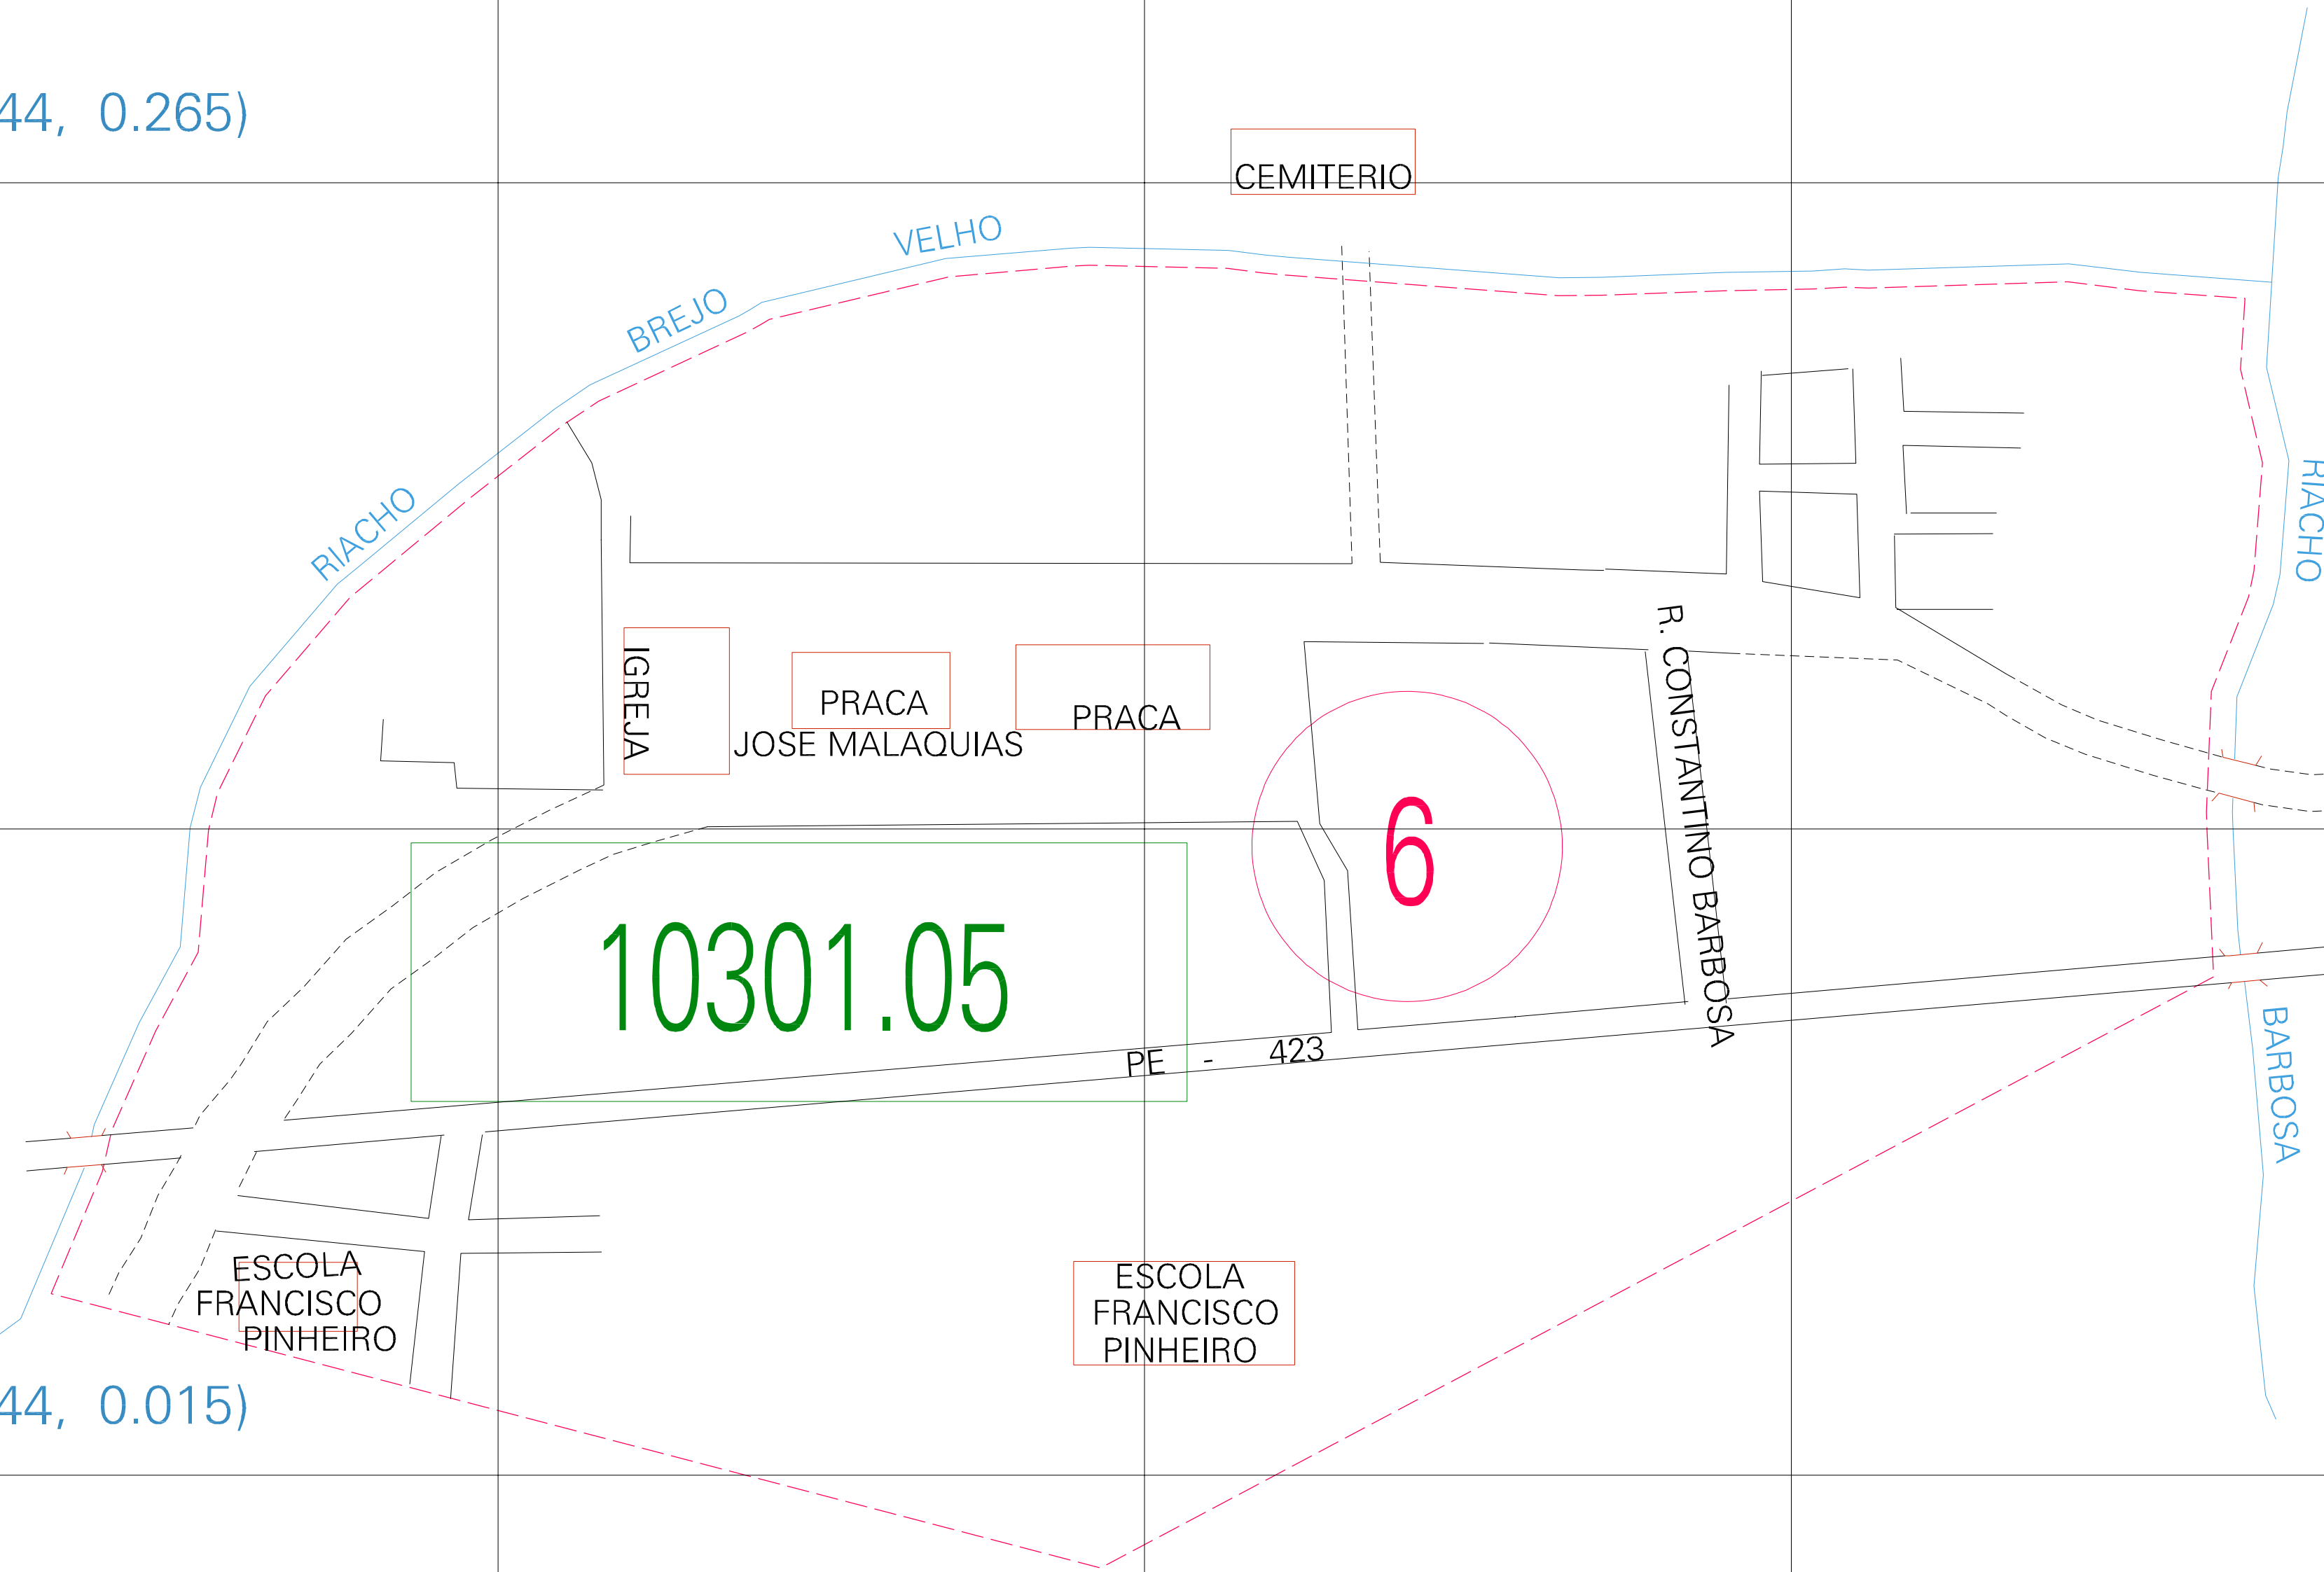 44, 0.265)
CEMITERIO
VELHO
BREJO
RIACHO
RIACHO
R. CONSTANTINO BARBOSA
IGREJA
PRACA
PRACA
JOSE MALAQUIAS
6
10301.05
PE - 423
BARBOSA
ESCOLA
FRANCISCO
PINHEIRO
ESCOLA
FRANCISCO
PINHEIRO
44, 0.015)